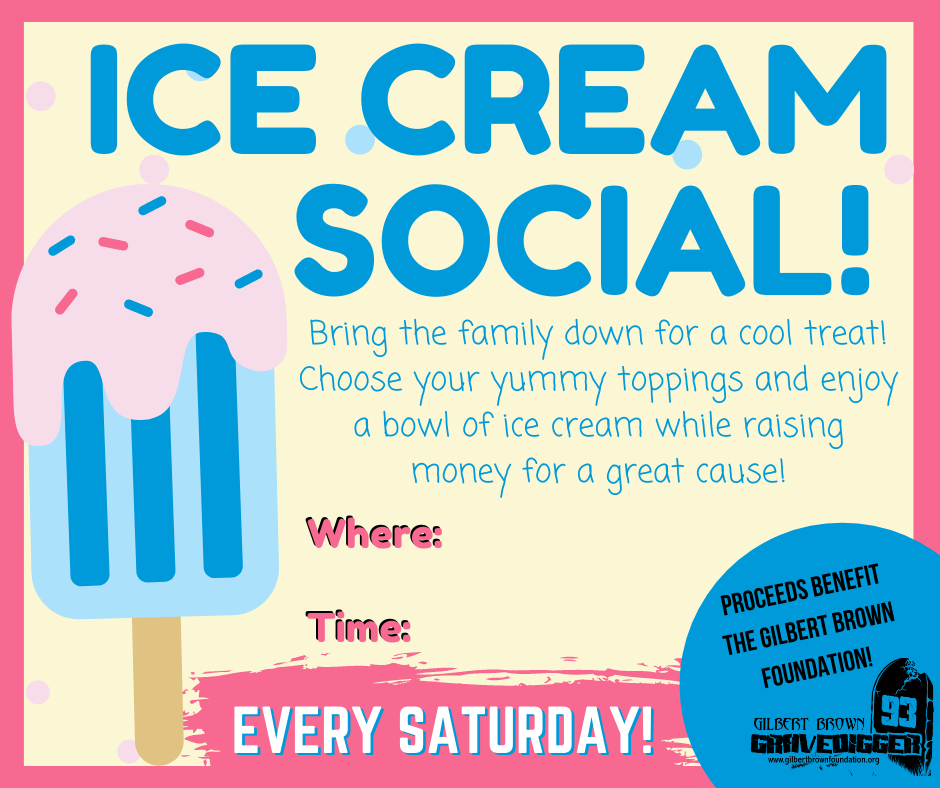 ICE CREAM
SOCIAL!
Bring the family down for a cool treat!
Choose your yummy toppings and enjoy
a bowl of ice cream while raising
money for a great cause!
Where:
Time:
EVERY SATURDAY!
PROCEEDS BENEFIT
THE GILBERT BROWN
FOUNDATION!
93
GILBERT BROWN
GRAVEDIGGER
www.gilbertbrownfoundation.org